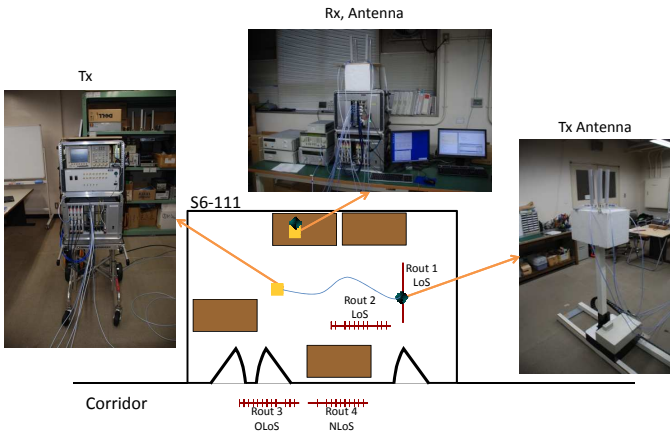 Rx, Antenna
Tx
Tx Antenna
S6-111
Rout 1
LoS
Rout 2
LoS
Corridor
Rout 3
OLoS
Rout 4
NLoS